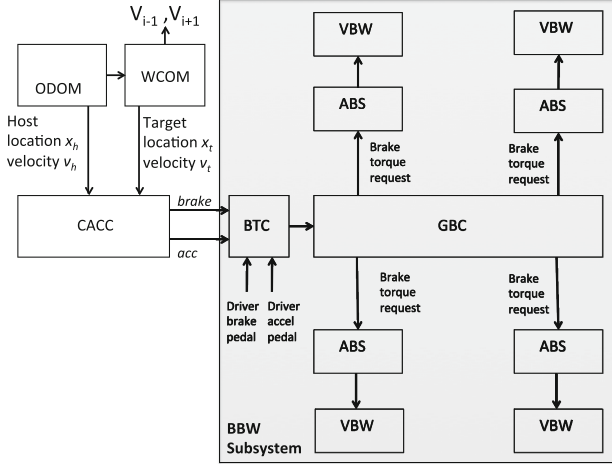 V i-1 , V i+1
VBW
VBW
ODOM
WCOM
ABS
ABS
Host
location x h
velocity v h
Target
location x t
velocity v t
Brake
torque
request
Brake
torque
request
CACC
brake
acc
BTC
GBC
Driver
brake
pedal
Driver
accel
pedal
Brake
torque
request
Brake
torque
request
ABS
ABS
VBW
VBW
BBW
Subsystem